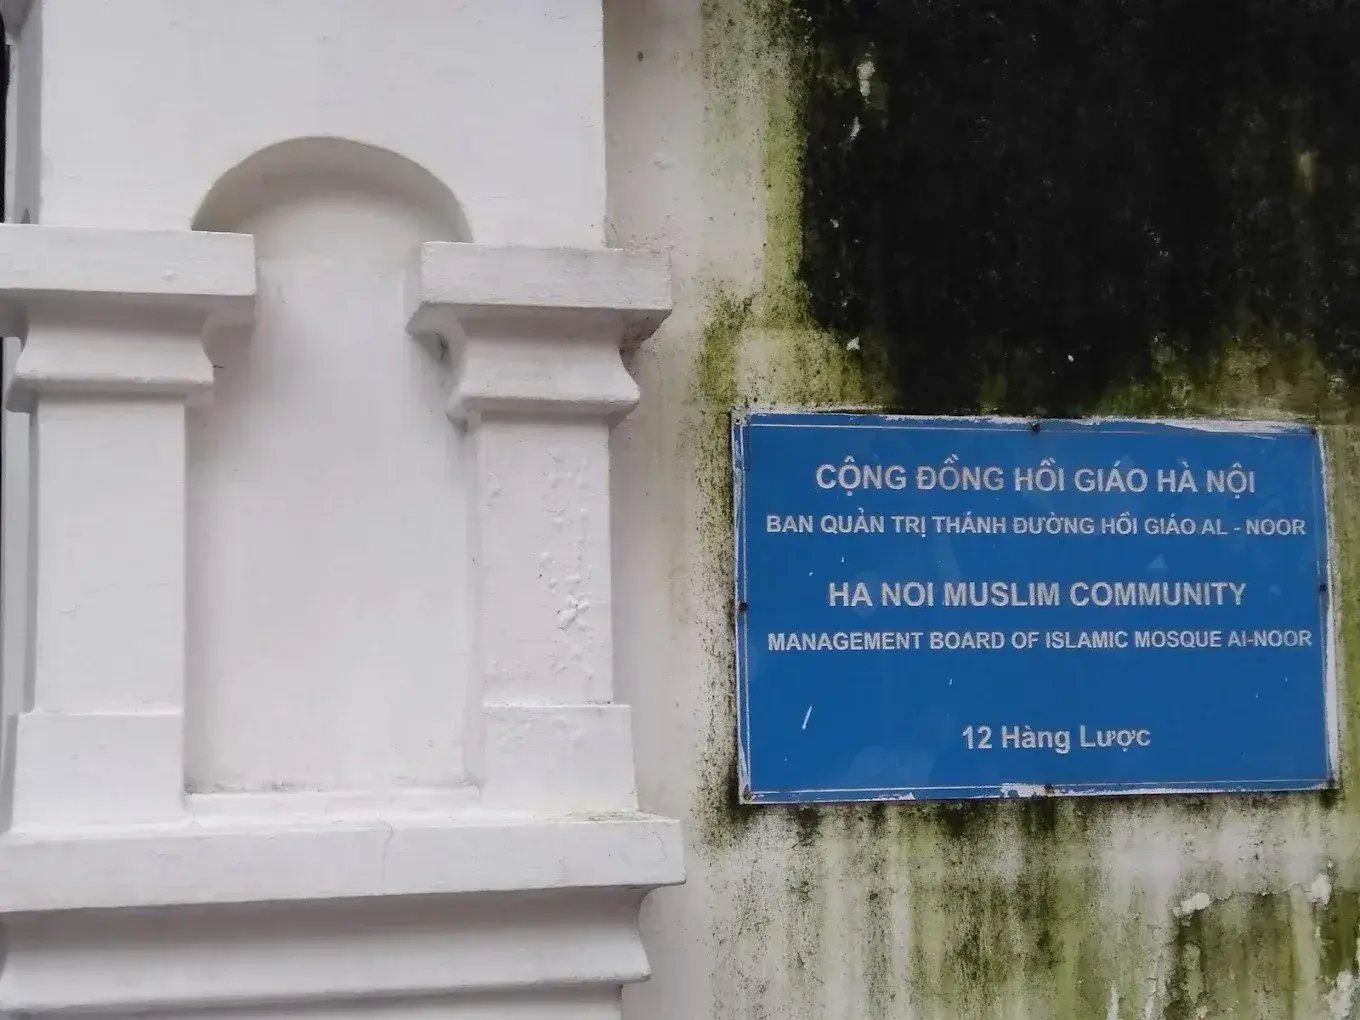 CỘNG ĐỒNG HỒI GIÁO HÀ NỘI
BAN QUẢN TRỊ THÁNH ĐƯỜNG HỒI GIÁO AL - NOOR
HA NOI MUSLIM COMMUNITY
MANAGEMENT BOARD OF ISLAMIC MOSQUE Al-NOOR
12 Hàng Lược